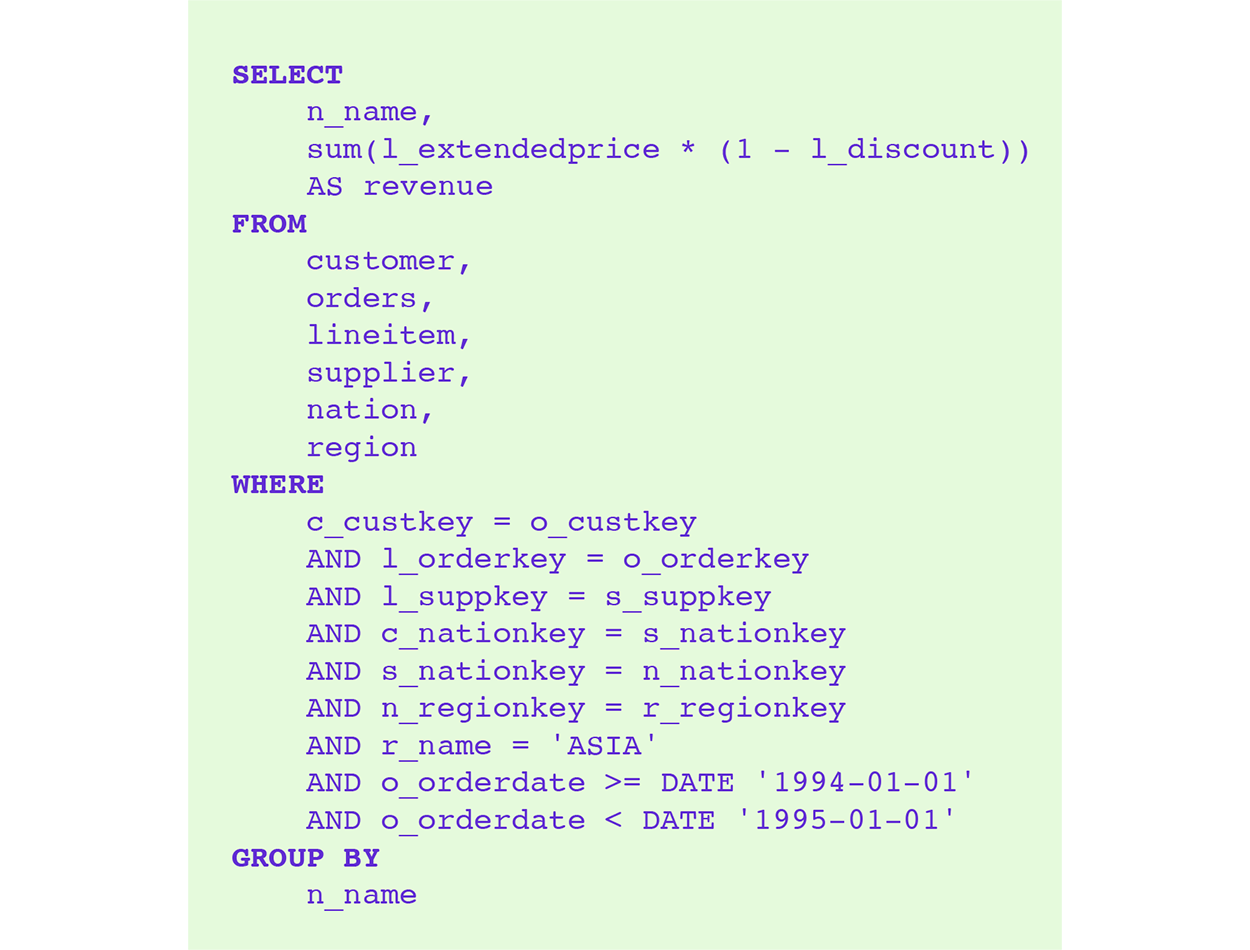 SELECT
n_name,
sum(l_extendedprice * (1 - l_discount))
AS revenue
FROM
customer,
orders,
lineitem,
supplier,
nation,
region
WHERE
c_custkey = o_custkey
AND l_orderkey = o_orderkey
AND l_suppkey = s_suppkey
AND c_nationkey = s_nationkey
AND s_nationkey = n_nationkey
AND n_regionkey = r_regionkey
AND r_name = 'ASIA'
AND o_orderdate >= DATE '1994-01-01'
AND o_orderdate < DATE '1995-01-01'
GROUP BY
n_name